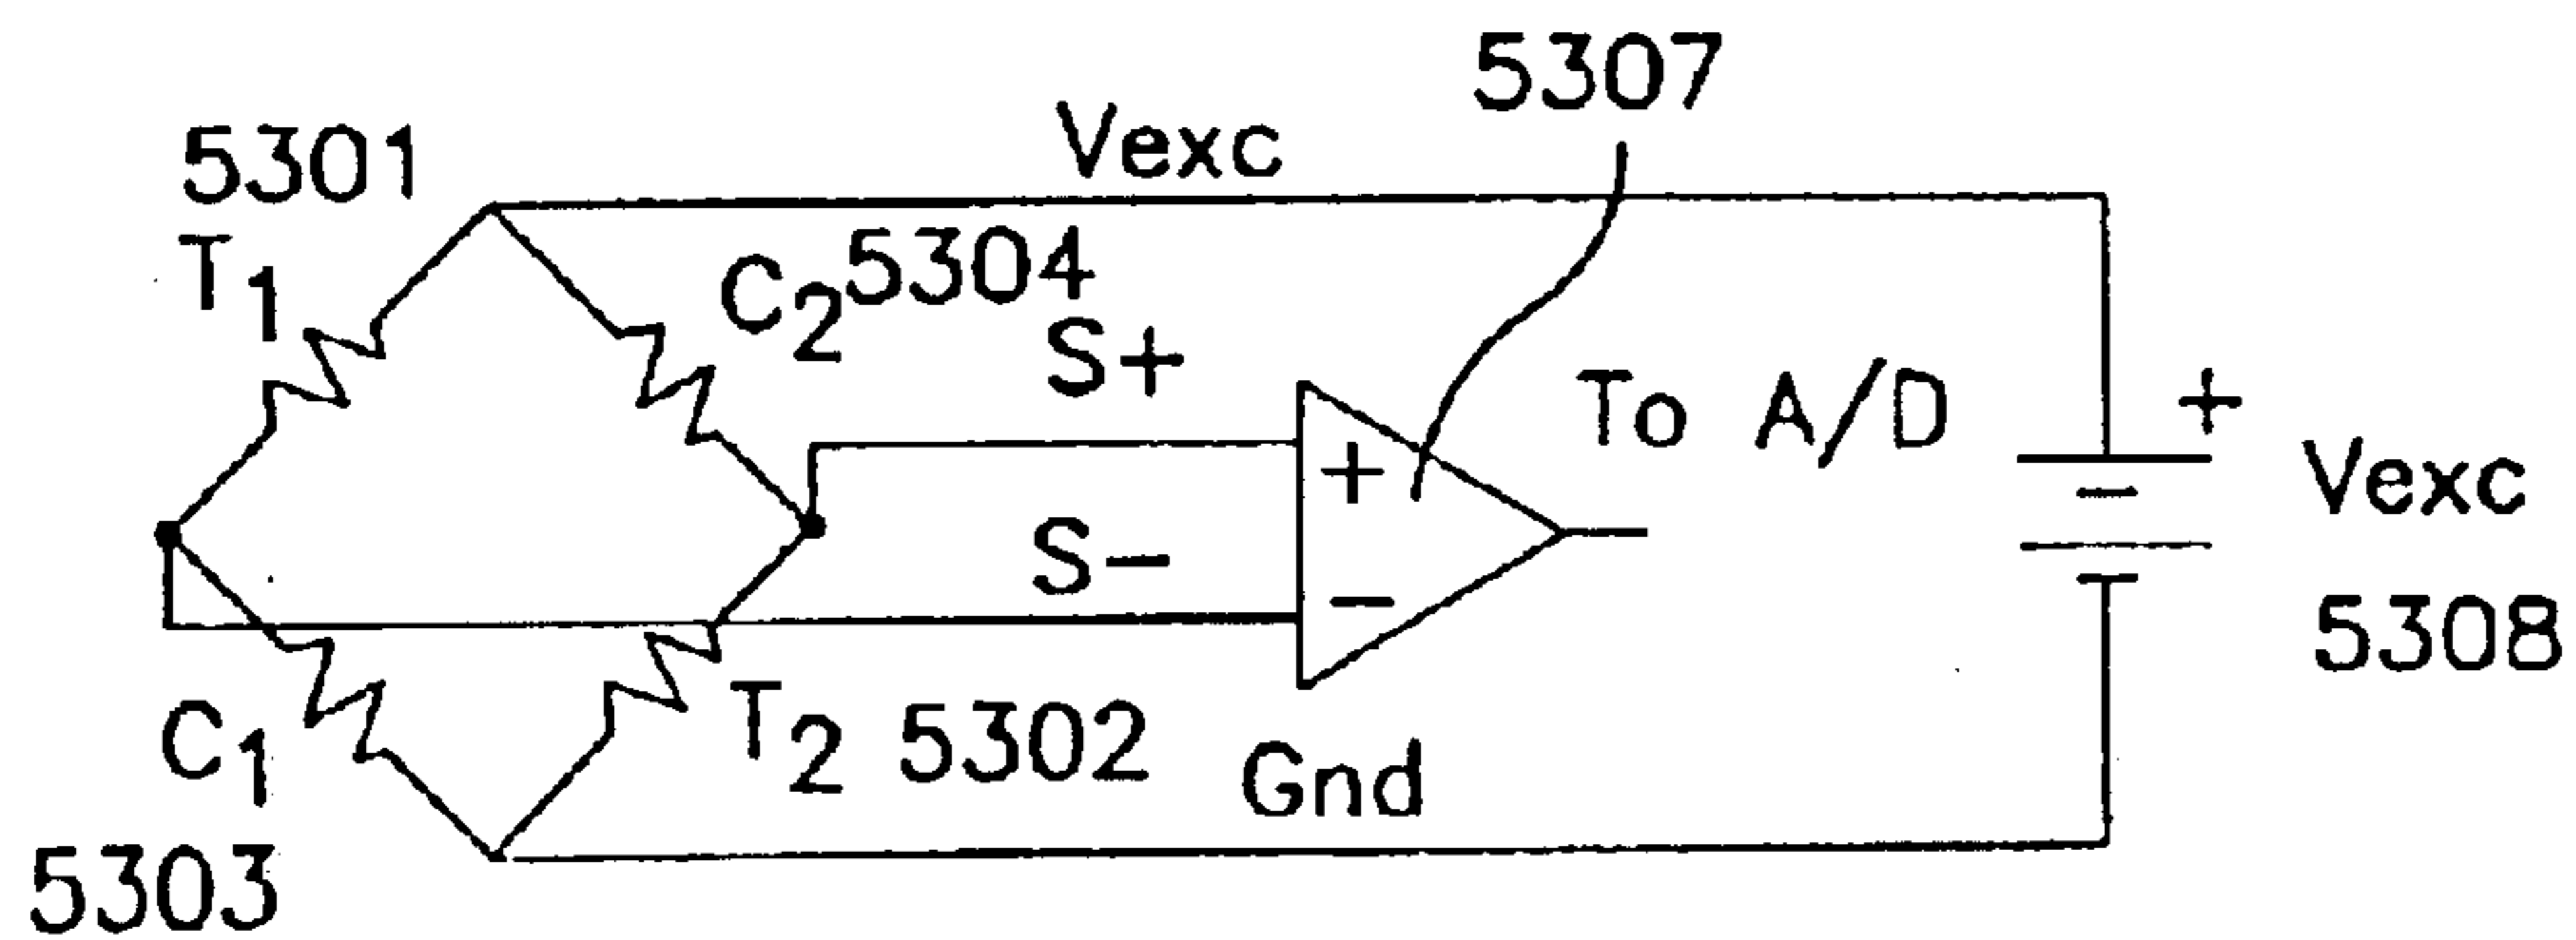 5307
Vexc
5301
T1
C2 5304
S+
To A/D
+
+
Vexc
S-
-
5308
T2 5302
C1
Gnd
5303